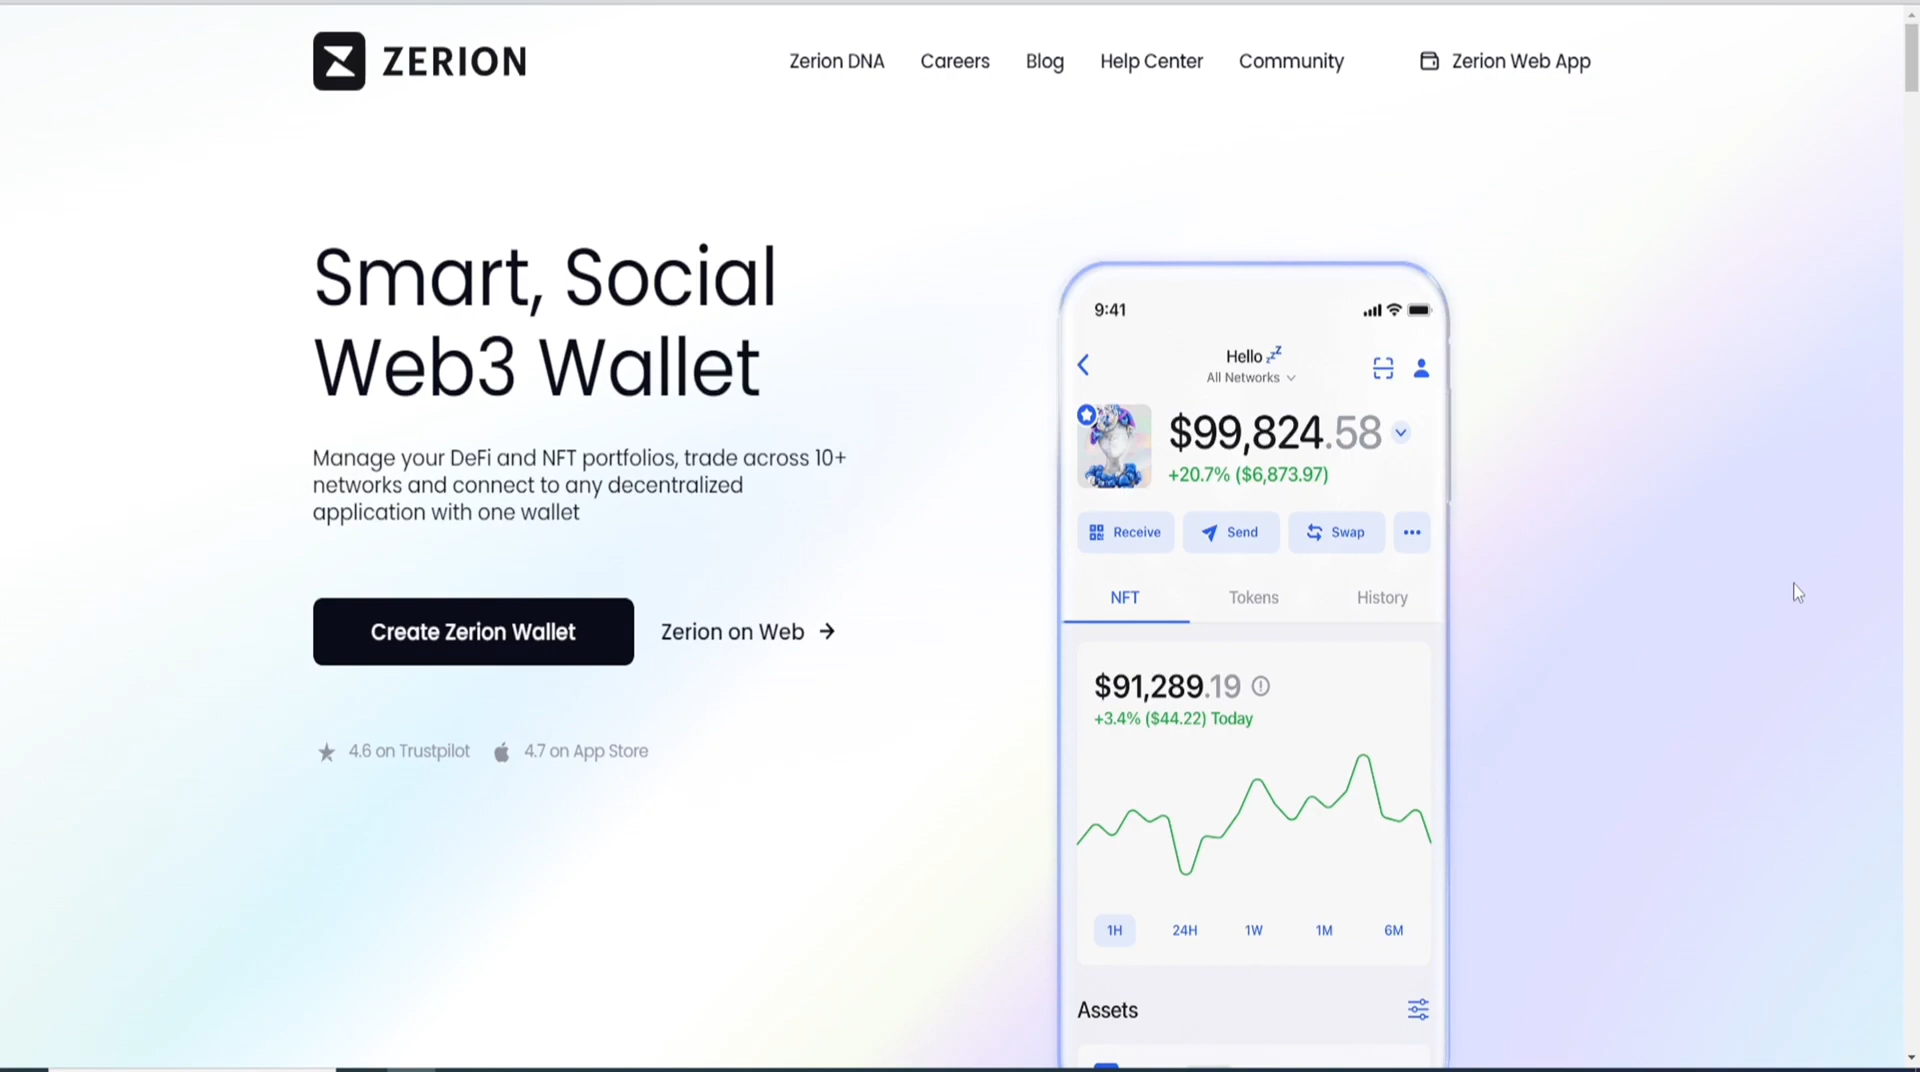 ZERION
Zerion DNA
Careers
Blog
Help Center
Community
Zerion Web App
Smart, Social
Web3 Wallet
Manage your DeFi and NFT portfolios, trade across 10+
networks and connect to any decentralized
application with one wallet
Create Zerion Wallet
Zerion on Web →
4.6 on Trustpilot
4.7 on App Store
9:41
Hello 💤
All Networks
$99,824.58
+20.7% ($6,873.97)
Receive
Send
Swap
NFT
Tokens
History
$91,289.19
+3.4% ($44.22) Today
1H
24H
1W
1M
6M
Assets